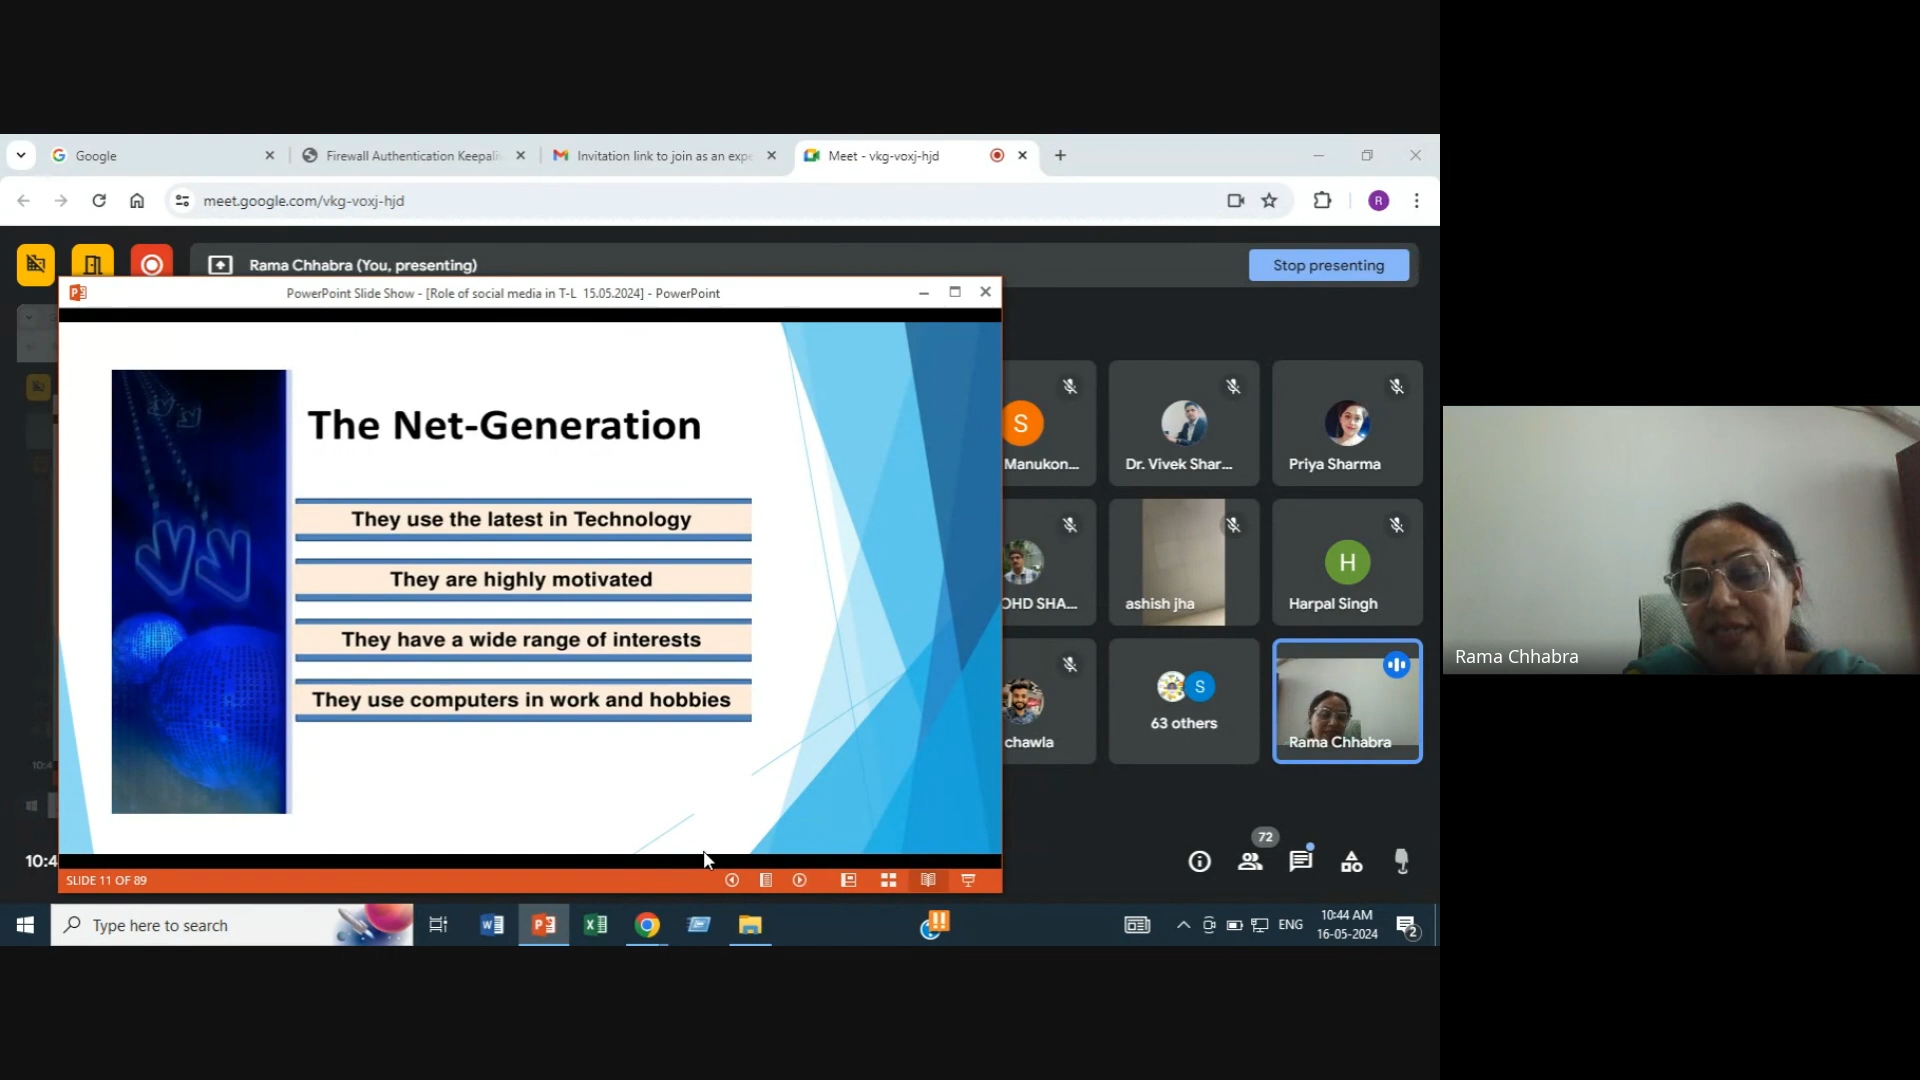 Google
Firewall Authentication Keepali
Invitation link to join as an expe
Meet - vkg-voxj-hjd
meet.google.com/vkg-voxj-hjd
R
Rama Chhabra (You, presenting)
Stop presenting
PowerPoint Slide Show - [Role of social media in T-L 15.05.2024] - PowerPoint
The Net-Generation
They use the latest in Technology
They are highly motivated
They have a wide range of interests
They use computers in work and hobbies
S
Manukon...
Dr. Vivek Shar...
Priya Sharma
OHD SHA...
ashish jha
H
Harpal Singh
chawla
S
63 others
Rama Chhabra
Rama Chhabra
72
10:4
10:4
SLIDE 11 OF 89
Type here to search
ENG
10:44 AM
16-05-2024
2